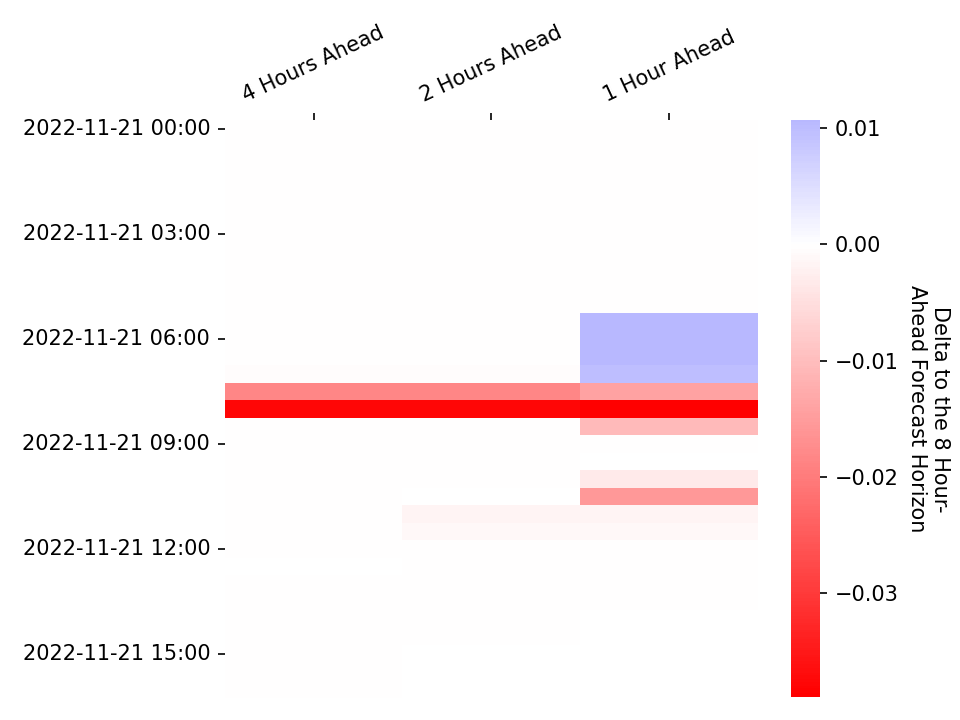 4 Hours Ahead
2 Hours Ahead
1 Hour Ahead
2022-11-21 00:00
2022-11-21 03:00
2022-11-21 06:00
2022-11-21 09:00
2022-11-21 12:00
2022-11-21 15:00
0.01
0.00
−0.01
−0.02
−0.03
Delta to the 8 Hour-
Ahead Forecast Horizon